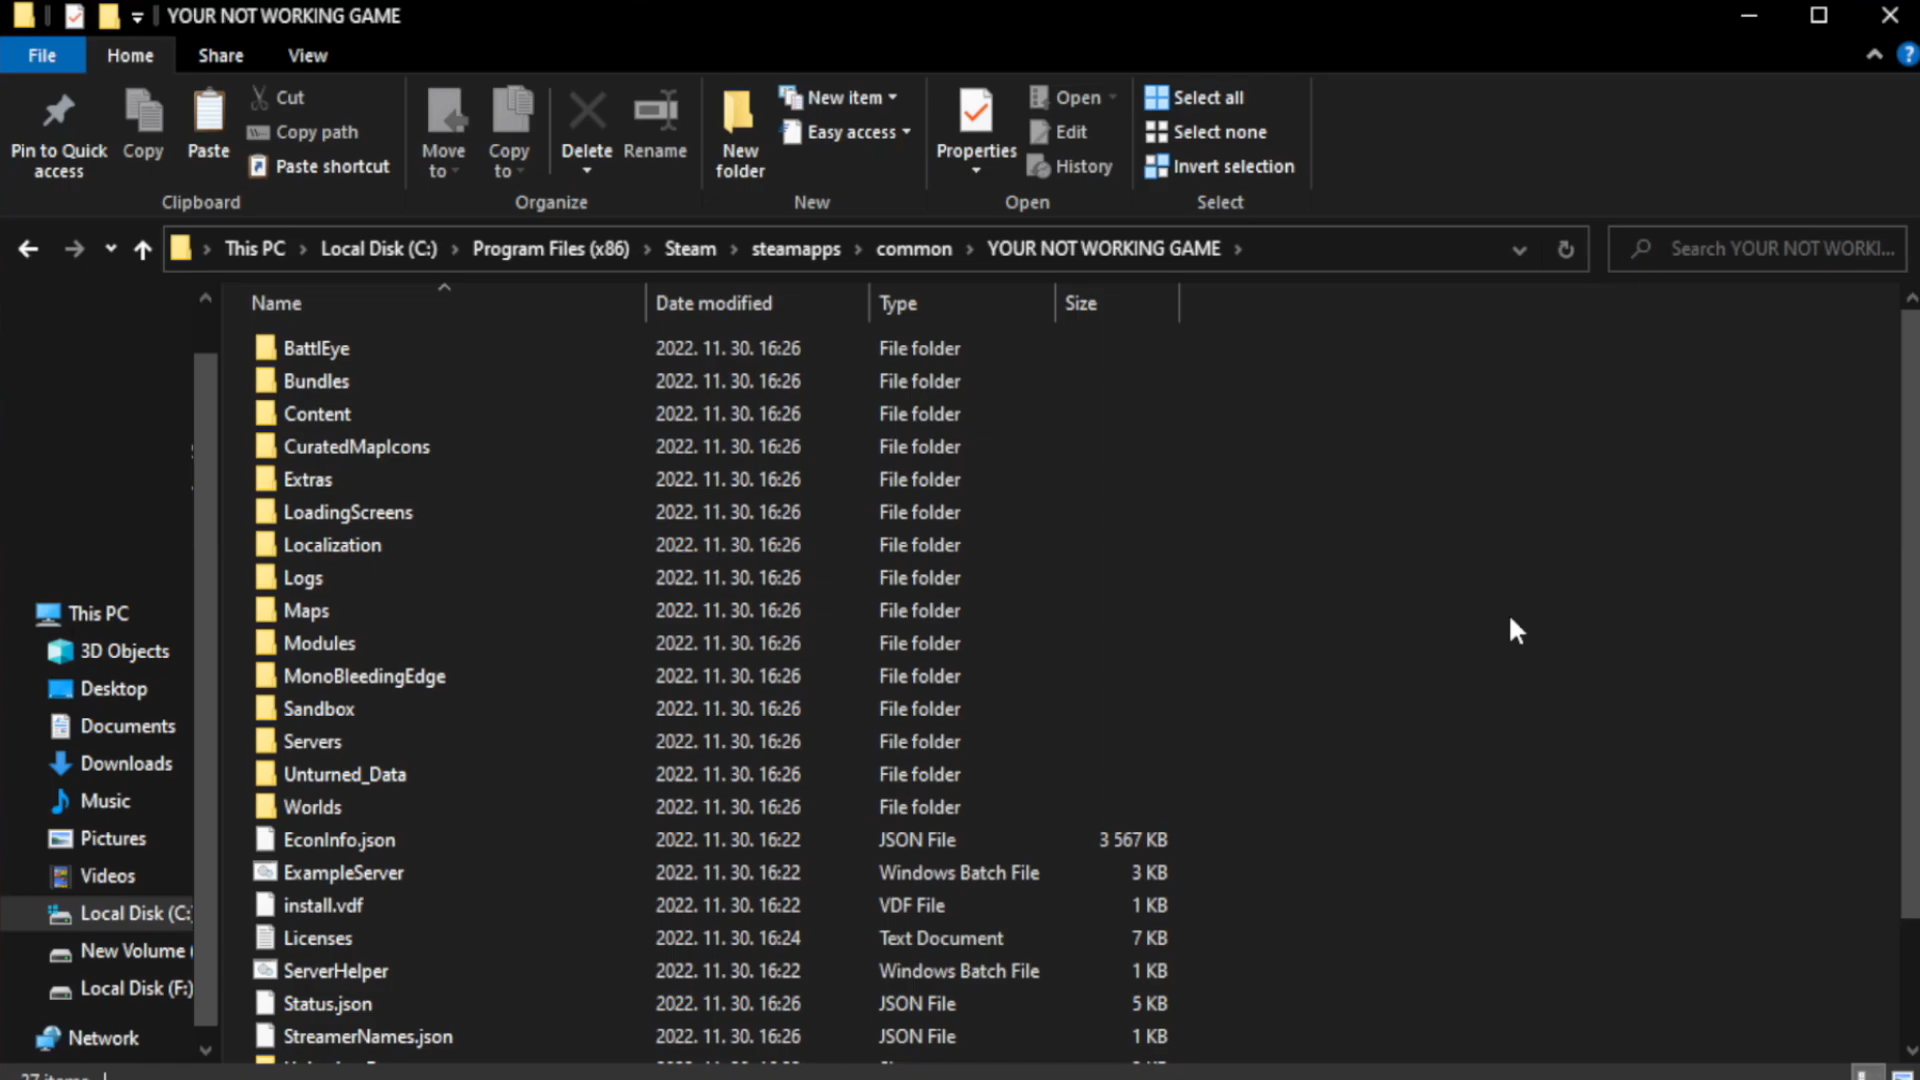 YOUR NOT WORKING GAME
File Home Share View
Pin to Quick access
Copy
Paste
Cut
Copy path
Paste shortcut
Clipboard
Move to
Copy to
Delete
Rename
Organize
New folder
New item
Easy access
New
Properties
Open
Edit
History
Open
Select all
Select none
Invert selection
Select
This PC > Local Disk (C:) > Program Files (x86) > Steam > steamapps > common > YOUR NOT WORKING GAME >
Search YOUR NOT WORKI...
Name Date modified Type Size
BattlEye 2022. 11. 30. 16:26 File folder
Bundles 2022. 11. 30. 16:26 File folder
Content 2022. 11. 30. 16:26 File folder
CuratedMapIcons 2022. 11. 30. 16:26 File folder
Extras 2022. 11. 30. 16:26 File folder
LoadingScreens 2022. 11. 30. 16:26 File folder
Localization 2022. 11. 30. 16:26 File folder
Logs 2022. 11. 30. 16:26 File folder
Maps 2022. 11. 30. 16:26 File folder
Modules 2022. 11. 30. 16:26 File folder
MonoBleedingEdge 2022. 11. 30. 16:26 File folder
Sandbox 2022. 11. 30. 16:26 File folder
Servers 2022. 11. 30. 16:26 File folder
Unturned_Data 2022. 11. 30. 16:26 File folder
Worlds 2022. 11. 30. 16:26 File folder
EconInfo.json 2022. 11. 30. 16:22 JSON File 3 567 KB
ExampleServer 2022. 11. 30. 16:22 Windows Batch File 3 KB
install.vdf 2022. 11. 30. 16:22 VDF File 1 KB
Licenses 2022. 11. 30. 16:24 Text Document 7 KB
ServerHelper 2022. 11. 30. 16:22 Windows Batch File 1 KB
Status.json 2022. 11. 30. 16:26 JSON File 5 KB
StreamerNames.json 2022. 11. 30. 16:26 JSON File 1 KB
This PC
3D Objects
Desktop
Documents
Downloads
Music
Pictures
Videos
Local Disk (C:)
New Volume (
Local Disk (F:)
Network